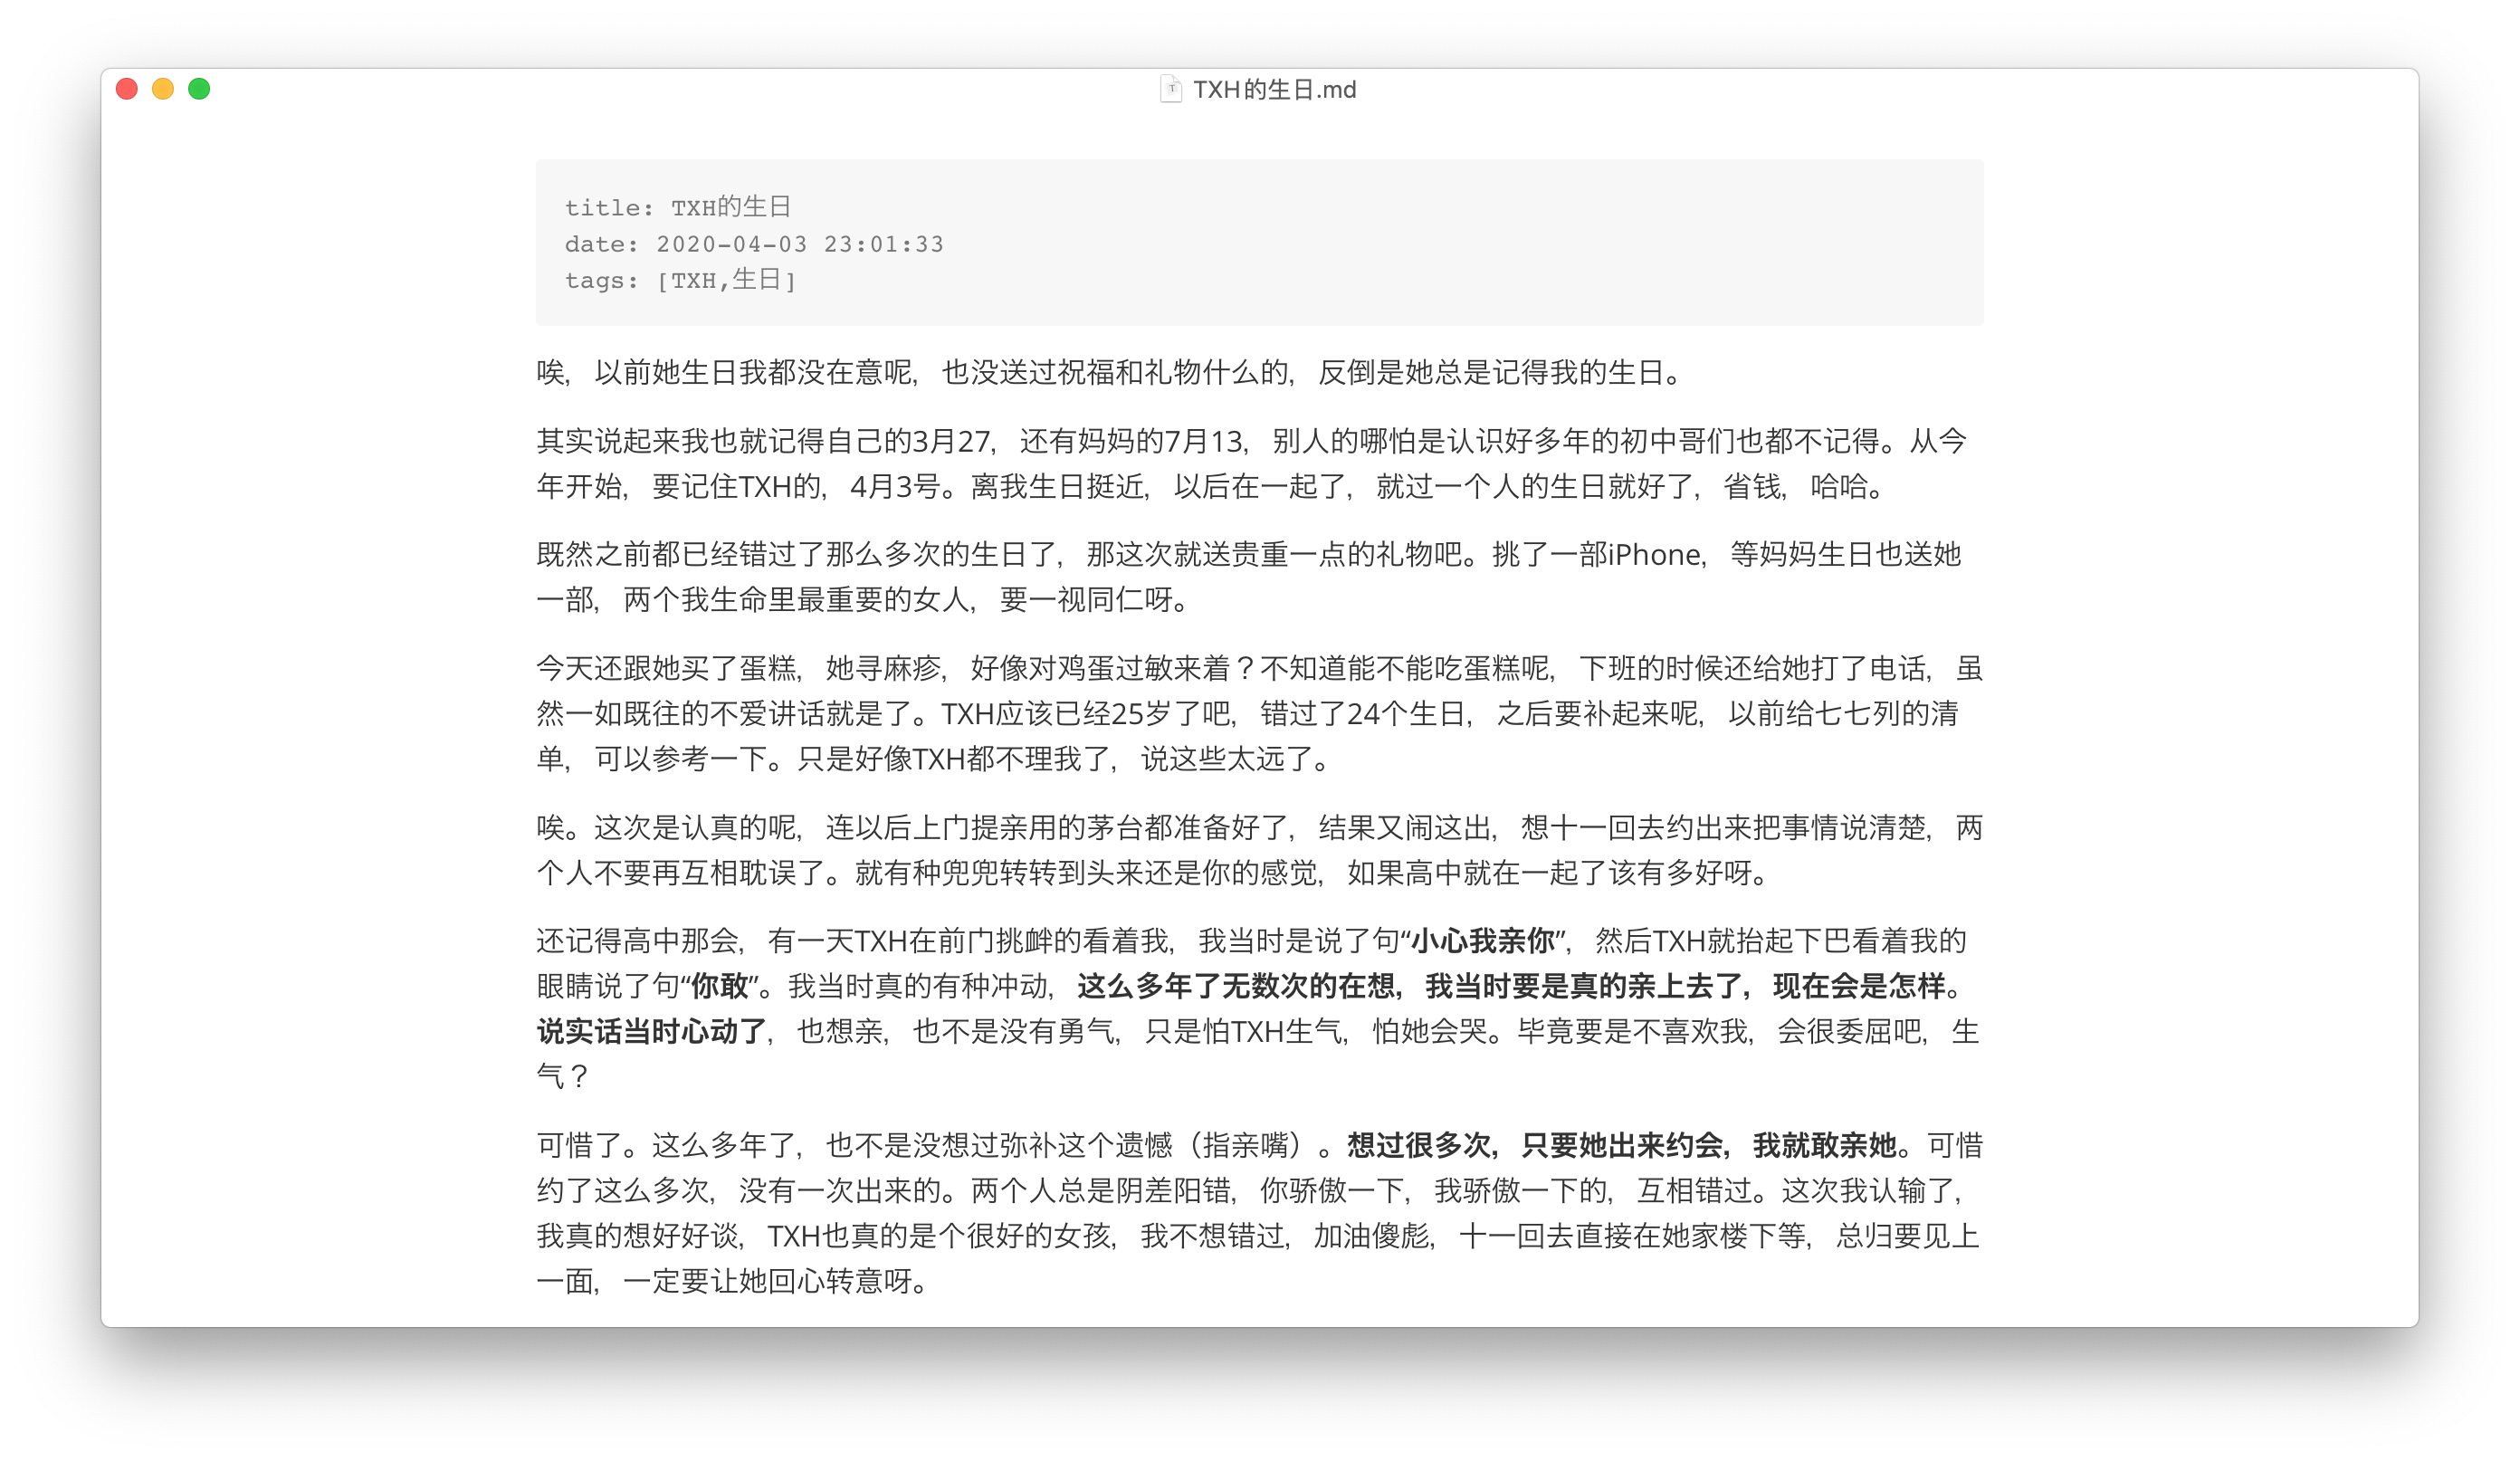 TXH的生日.md
title: TXH的生日
date: 2020-04-03 23:01:33
tags: [TXH,生日]
唉，以前她生日我都没在意呢，也没送过祝福和礼物什么的，反倒是她总是记得我的生日。
其实说起来我也就记得自己的3月27，还有妈妈的7月13，别人的哪怕是认识好多年的初中哥们也都不记得。从今
年开始，要记住TXH的，4月3号。离我生日挺近，以后在一起了，就过一个人的生日就好了，省钱，哈哈。
既然之前都已经错过了那么多次的生日了，那这次就送贵重一点的礼物吧。挑了一部iPhone，等妈妈生日也送她
一部，两个我生命里最重要的女人，要一视同仁呀。
今天还跟她买了蛋糕，她寻麻疹，好像对鸡蛋过敏来着？不知道能不能吃蛋糕呢，下班的时候还给她打了电话，虽
然一如既往的不爱讲话就是了。TXH应该已经25岁了吧，错过了24个生日，之后要补起来呢，以前给七七列的清
单，可以参考一下。只是好像TXH都不理我了，说这些太远了。
唉。这次是认真的呢，连以后上门提亲用的茅台都准备好了，结果又闹这出，想十一回去约出来把事情说清楚，两
个人不要再互相耽误了。就有种兜兜转转到头来还是你的感觉，如果高中就在一起了该有多好呀。
还记得高中那会，有一天TXH在前门挑衅的看着我，我当时是说了句“小心我亲你”，然后TXH就抬起下巴看着我的
眼睛说了句“你敢”。我当时真的有种冲动，这么多年了无数次的在想，我当时要是真的亲上去了，现在会是怎样。
说实话当时心动了，也想亲，也不是没有勇气，只是怕TXH生气，怕她会哭。毕竟要是不喜欢我，会很委屈吧，生
气？
可惜了。这么多年了，也不是没想过弥补这个遗憾（指亲嘴）。想过很多次，只要她出来约会，我就敢亲她。可惜
约了这么多次，没有一次出来的。两个人总是阴差阳错，你骄傲一下，我骄傲一下的，互相错过。这次我认输了，
我真的想好好谈，TXH也真的是个很好的女孩，我不想错过，加油傻彪，十一回去直接在她家楼下等，总归要见上
一面，一定要让她回心转意呀。